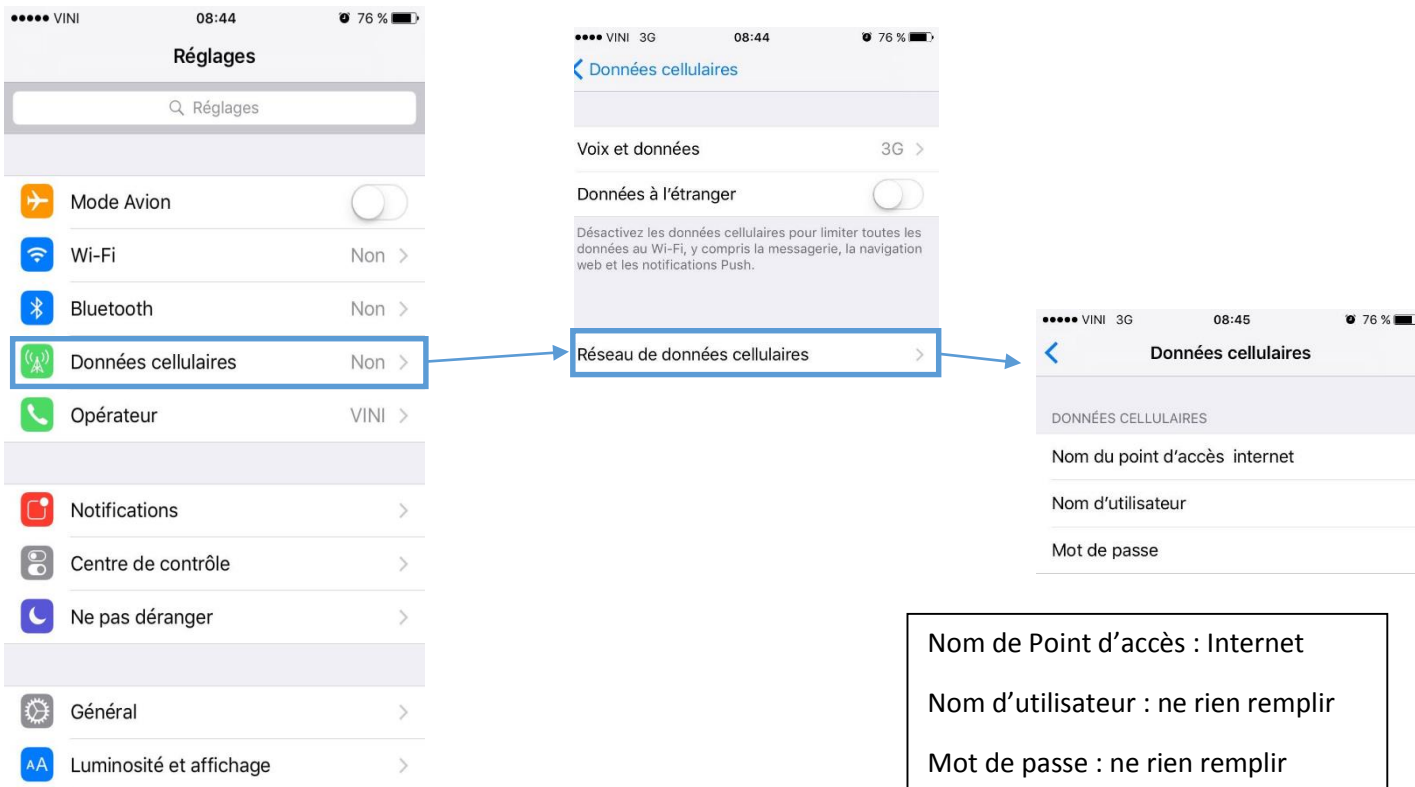 VINI 08:44 76 %
Réglages
Réglages
Mode Avion
Wi-Fi Non
Bluetooth Non
Données cellulaires Non
Opérateur VINI
Notifications
Centre de contrôle
Ne pas déranger
Général
AA Luminosité et affichage
VINI 3G 08:44 76 %
Données cellulaires
Voix et données 3G
Données à l'étranger
Désactivez les données cellulaires pour limiter toutes les
données au Wi-Fi, y compris la messagerie, la navigation
web et les notifications Push.
Réseau de données cellulaires
VINI 3G 08:45 76 %
Données cellulaires
DONNÉES CELLULAIRES
Nom du point d'accès internet
Nom d'utilisateur
Mot de passe
Nom de Point d'accès : Internet
Nom d'utilisateur : ne rien remplir
Mot de passe : ne rien remplir